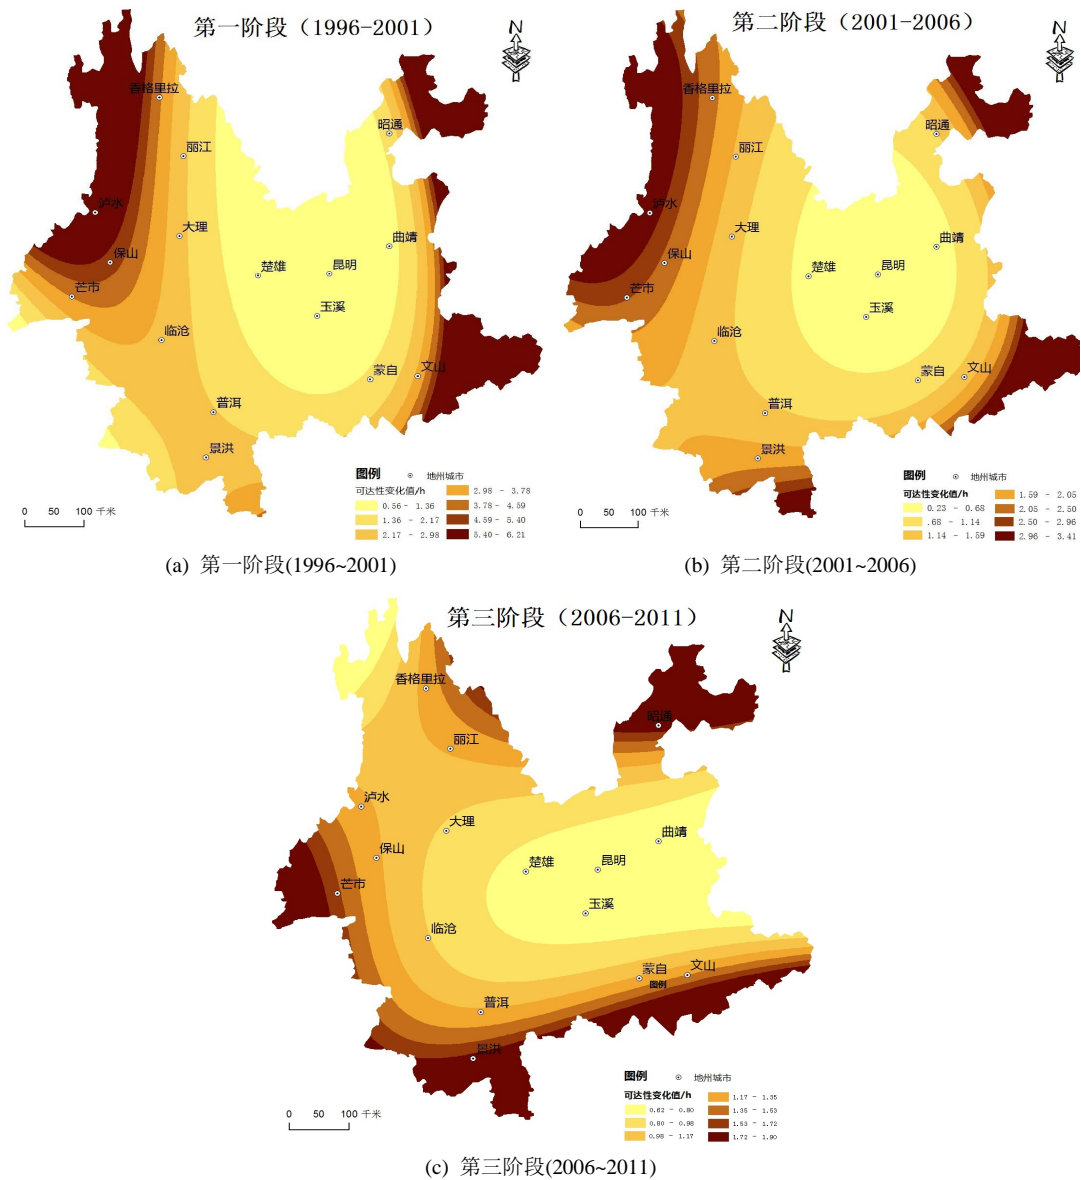 第一阶段（1996-2001）
N
香格里拉
昭通
丽江
泸水
大理
曲靖
保山
楚雄
昆明
芒市
玉溪
临沧
蒙自
文山
普洱
景洪
图例 地州城市
可达性变化值/h
0.56 - 1.36
1.36 - 2.17
2.17 - 2.98
2.98 - 3.78
3.78 - 4.59
4.59 - 5.40
5.40 - 6.21
0 50 100 千米
(a) 第一阶段(1996~2001)
第二阶段（2001-2006）
N
香格里拉
昭通
丽江
泸水
大理
曲靖
保山
楚雄
昆明
芒市
玉溪
临沧
蒙自
文山
普洱
景洪
图例 地州城市
可达性变化值/h
0.23 - 0.68
.68 - 1.14
1.14 - 1.59
1.59 - 2.05
2.05 - 2.50
2.50 - 2.96
2.96 - 3.41
0 50 100 千米
(b) 第二阶段(2001~2006)
第三阶段（2006-2011）
N
香格里拉
昭通
丽江
泸水
大理
曲靖
保山
楚雄
昆明
芒市
玉溪
临沧
蒙自
文山
图例
普洱
景洪
图例 地州城市
可达性变化值/h
0.62 - 0.80
0.80 - 0.98
0.98 - 1.17
1.17 - 1.35
1.35 - 1.53
1.53 - 1.72
1.72 - 1.90
0 50 100 千米
(c) 第三阶段(2006~2011)